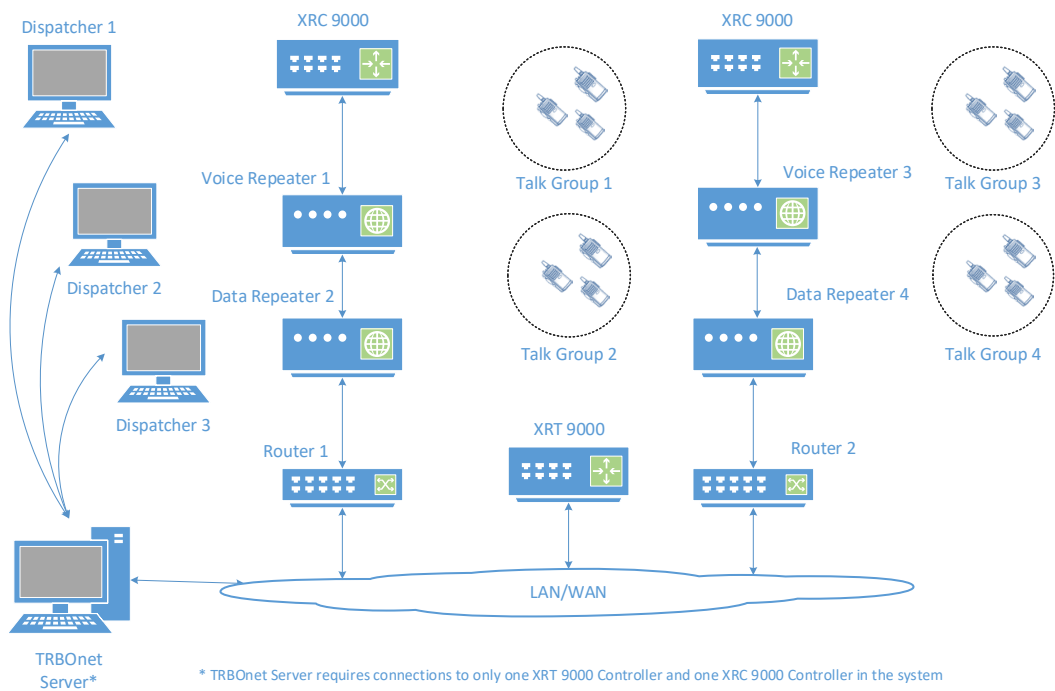 XRC 9000
XRC 9000
Dispatcher 1
Voice Repeater 1
Talk Group 1
Voice Repeater 3
Talk Group 3
Dispatcher 2
Data Repeater 2
Data Repeater 4
Talk Group 2
Talk Group 4
Dispatcher 3
XRT 9000
Router 1
Router 2
LAN/WAN
TRBOnet
Server*
* TRBOnet Server requires connections to only one XRT 9000 Controller and one XRC 9000 Controller in the system